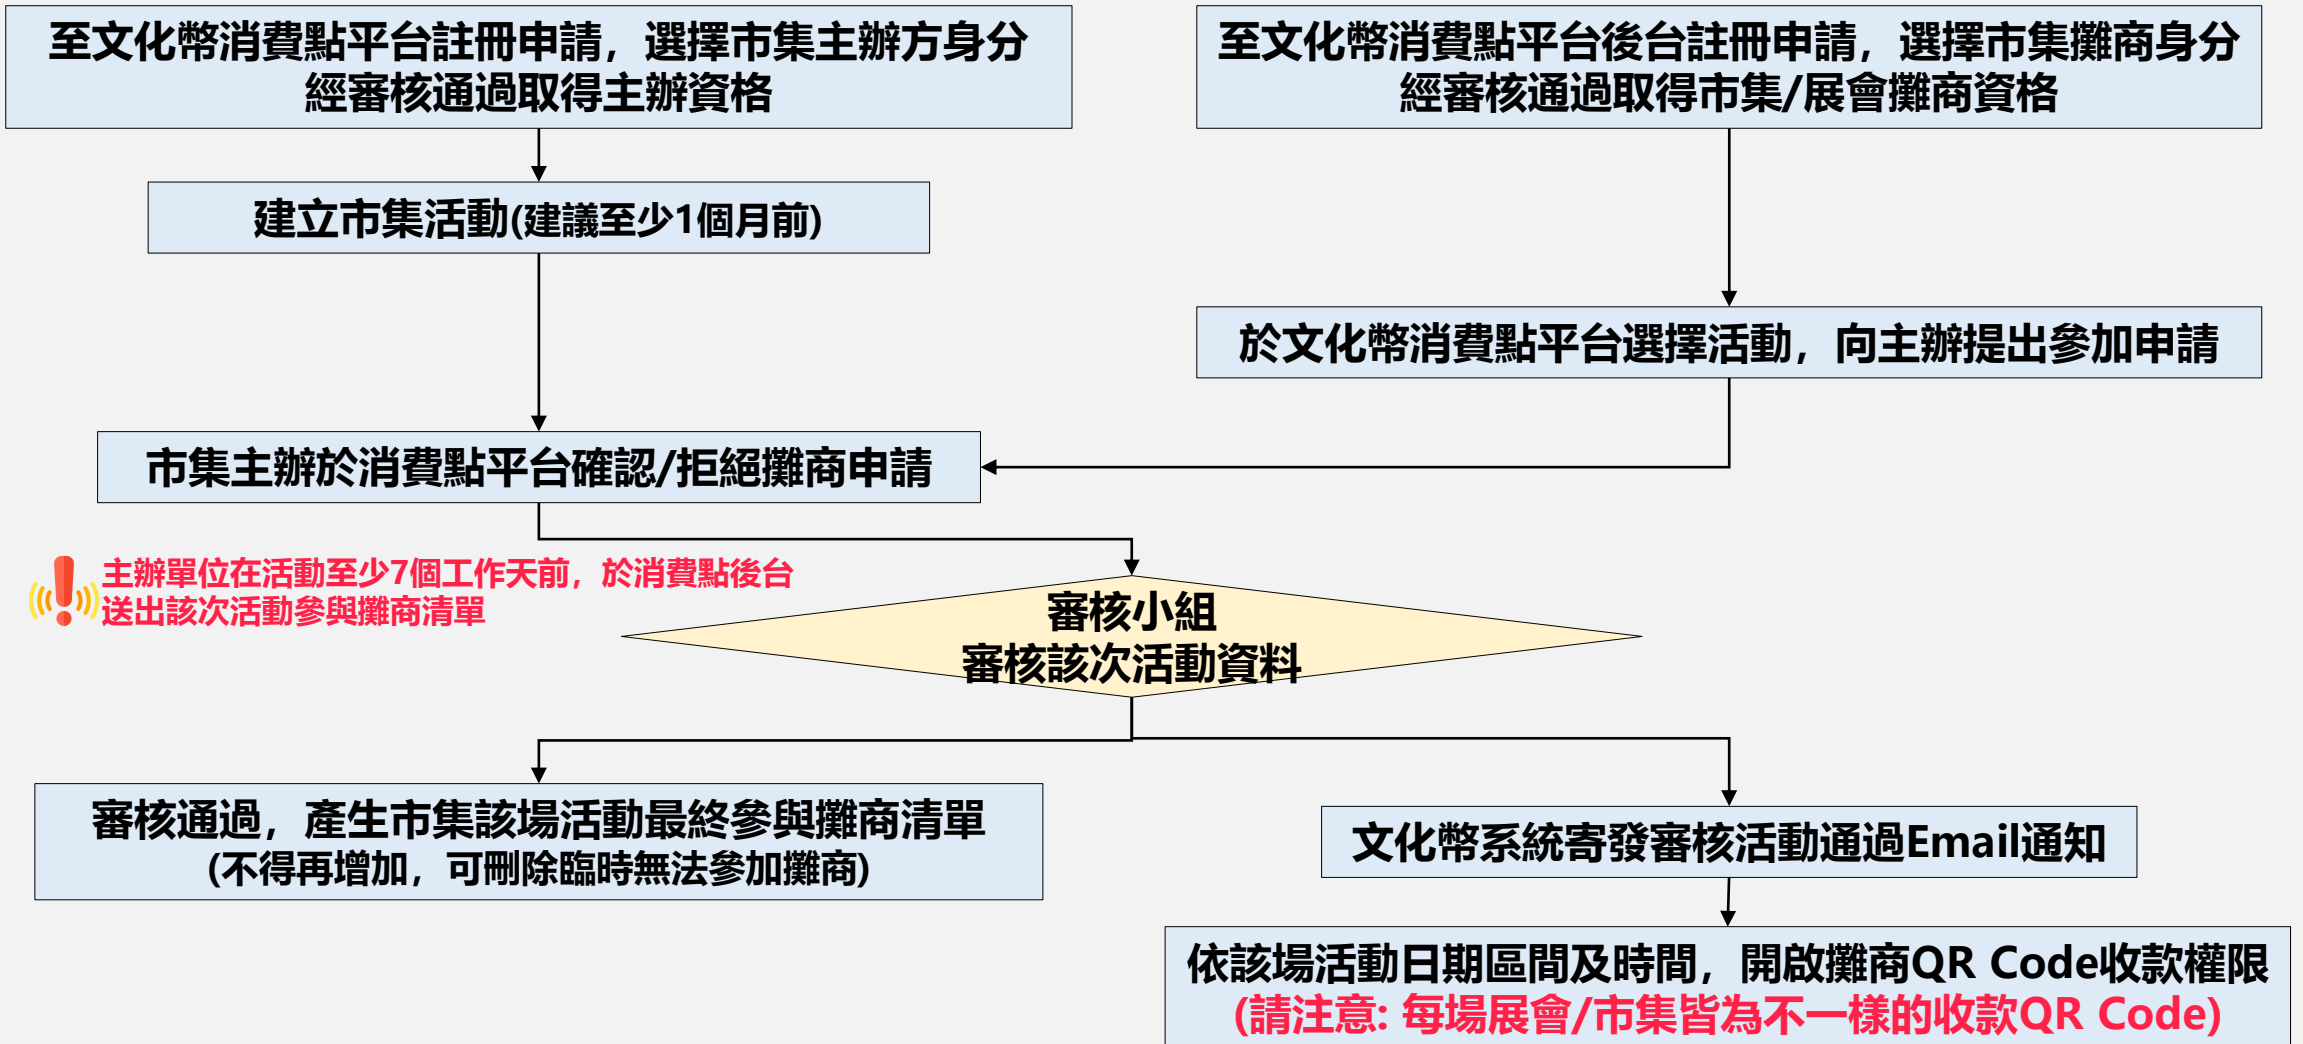 至文化幣消費點平台註冊申請，選擇市集主辦方身分
經審核通過取得主辦資格
至文化幣消費點平台後台註冊申請，選擇市集攤商身分
經審核通過取得市集/展會攤商資格
建立市集活動(建議至少1個月前)
於文化幣消費點平台選擇活動，向主辦提出參加申請
市集主辦於消費點平台確認/拒絕攤商申請
主辦單位在活動至少7個工作天前，於消費點後台
送出該次活動參與攤商清單
審核小組
審核該次活動資料
審核通過，產生市集該場活動最終參與攤商清單
(不得再增加，可刪除臨時無法參加攤商)
文化幣系統寄發審核活動通過Email通知
依該場活動日期區間及時間，開啟攤商QR Code收款權限
(請注意: 每場展會/市集皆為不一樣的收款QR Code)